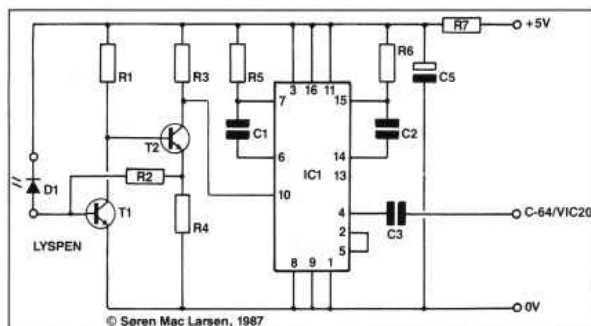 R7
+5V
R1
R3
R5
R6
3
16
11
C5
7
15
T2
C1
C2
6
14
IC1
13
D1
R2
10
4
C-64/VIC20
T1
C3
LYSPEN
R4
2
5
8
9
1
0V
© Søren Mac Larsen, 1987